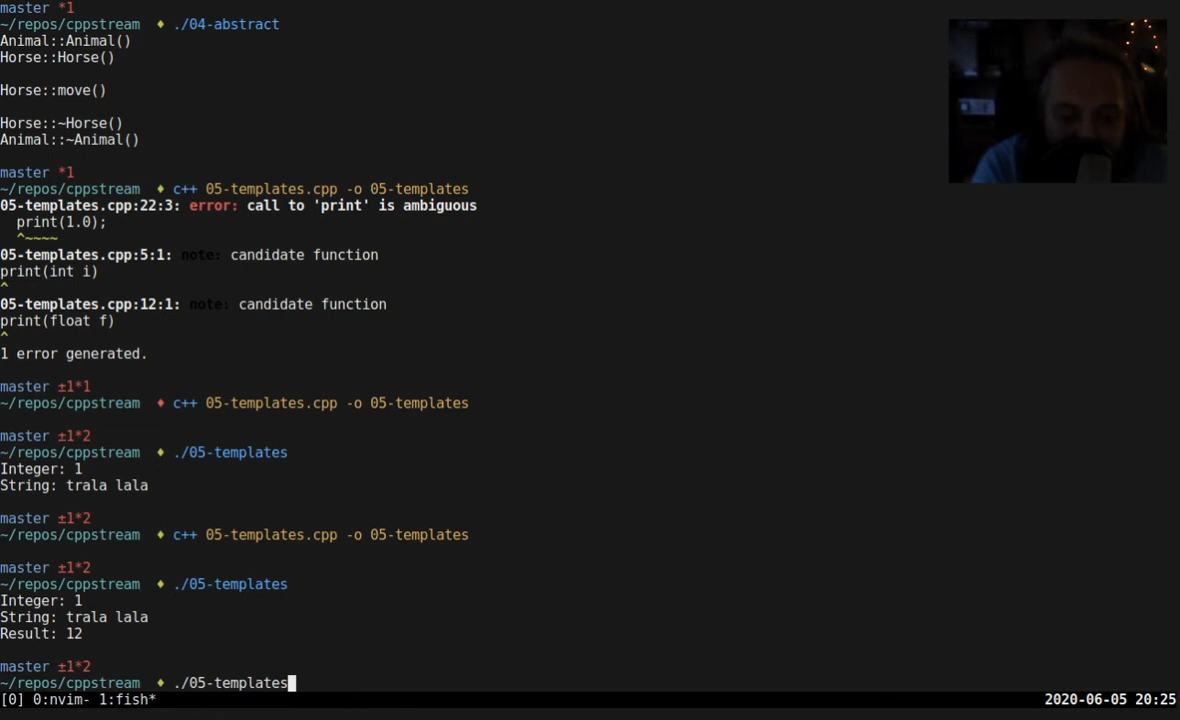 master *1
~/repos/cppstream ♦ ./04-abstract
Animal::Animal()
Horse::Horse()
Horse::move()
Horse::~Horse()
Animal::~Animal()
master *1
~/repos/cppstream ♦ c++ 05-templates.cpp -o 05-templates
05-templates.cpp:22:3: error: call to 'print' is ambiguous
  print(1.0);
  ^~~~~
05-templates.cpp:5:1: note: candidate function
print(int i)
^
05-templates.cpp:12:1: note: candidate function
print(float f)
^
1 error generated.
master ±1*1
~/repos/cppstream ♦ c++ 05-templates.cpp -o 05-templates
master ±1*2
~/repos/cppstream ♦ ./05-templates
Integer: 1
String: trala lala
master ±1*2
~/repos/cppstream ♦ c++ 05-templates.cpp -o 05-templates
master ±1*2
~/repos/cppstream ♦ ./05-templates
Integer: 1
String: trala lala
Result: 12
master ±1*2
~/repos/cppstream ♦ ./05-templates
[0] 0:nvim- 1:fish* 2020-06-05 20:25